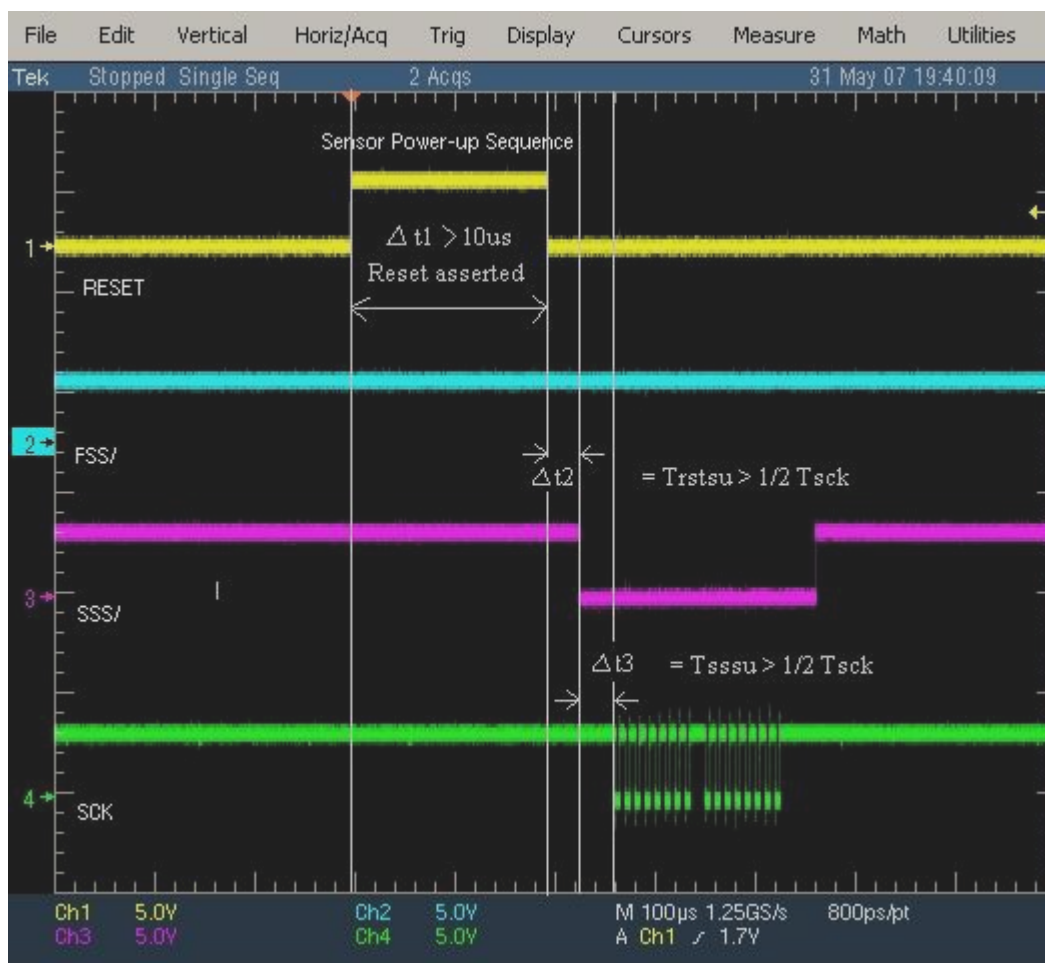 File Edit Vertical Horiz/Acq Trig Display Cursors Measure Math Utilities
Tek Stopped Single Seq 2 Acqs 31 May 07 19:40:09
Sensor Power-up Sequence
Δ t1 > 10us
Reset asserted
1
RESET
2
FSS/
Δ t2 = Trstsu > 1/2 Tsck
3
SSS/
Δ t3 = Tsssu > 1/2 Tsck
4
SCK
Ch1 5.0V Ch2 5.0V M 100µs 1.25GS/s 800ps/pt
Ch3 5.0V Ch4 5.0V A Ch1 ⁄ 1.7V